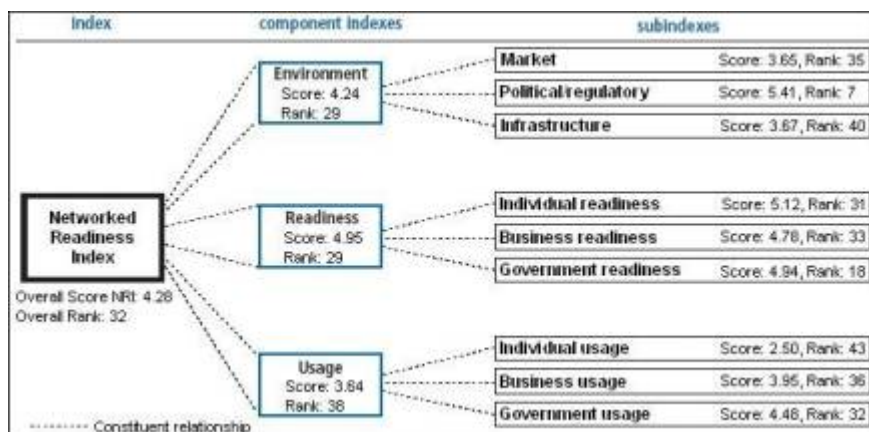 Index component indexes subindexes
Environment
Score: 4.24
Rank: 29
Market Score: 3.65, Rank: 35
Political/regulatory Score: 5.41, Rank: 7
Infrastructure Score: 3.67, Rank: 40
Networked
Readiness
Index
Overall Score NRI: 4.28
Overall Rank: 32
Readiness
Score: 4.95
Rank: 29
Individual readiness Score: 5.12, Rank: 31
Business readiness Score: 4.78, Rank: 33
Government readiness Score: 4.94, Rank: 18
Usage
Score: 3.64
Rank: 38
Individual usage Score: 2.50, Rank: 43
Business usage Score: 3.95, Rank: 36
Government usage Score: 4.48, Rank: 32
Constituent relationship